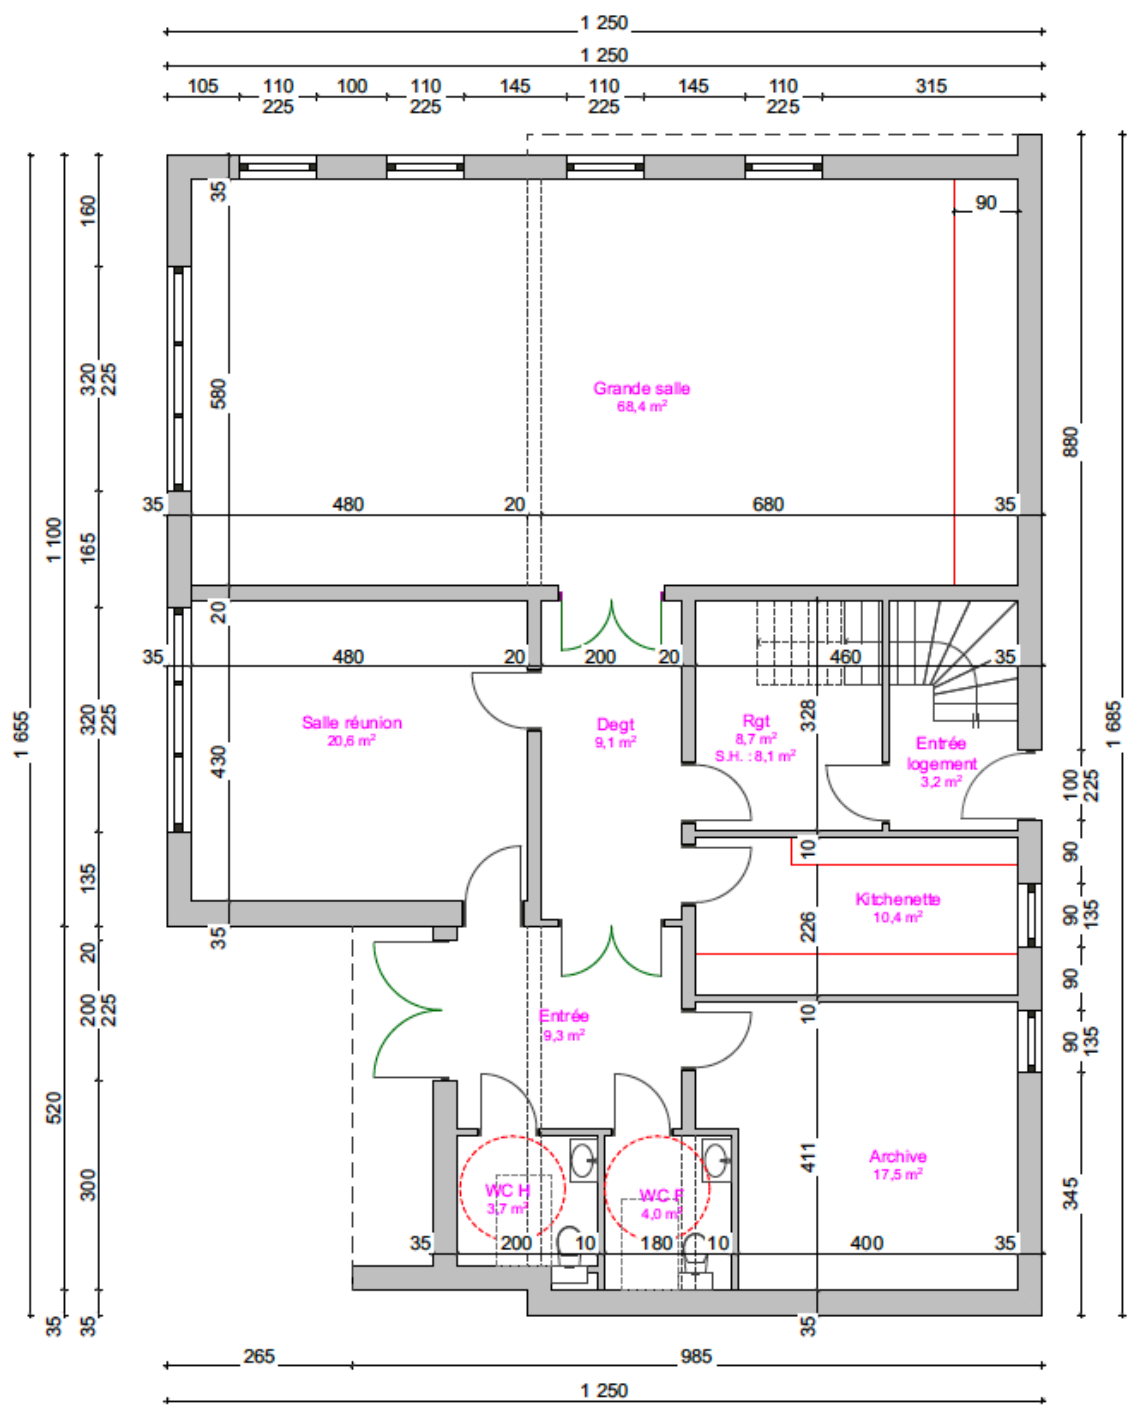 1 250
1 250
105 110 100 110 145 110 145 110 315
225 225 225 225
35
160
90
320
225
580
Grande salle
68,4 m²
880
35 480 20 680 35
1 100
165
20
35 480 20 200 20 460 35
1 655
320
225
430
Salle réunion
20,6 m²
Degt
9,1 m²
Rgt
8,7 m²
S.H. : 8,1 m²
328
Entrée
logement
3,2 m²
1 685
100
225
135
10
90
Kitchenette
10,4 m²
226
90
135
35
20
90
200
225
Entrée
9,3 m²
10
90
135
520
300
411
Archive
17,5 m²
345
WC H
3,7 m²
WC F
4,0 m²
35 200 10 180 10 400 35
35
35
35
265 985
1 250